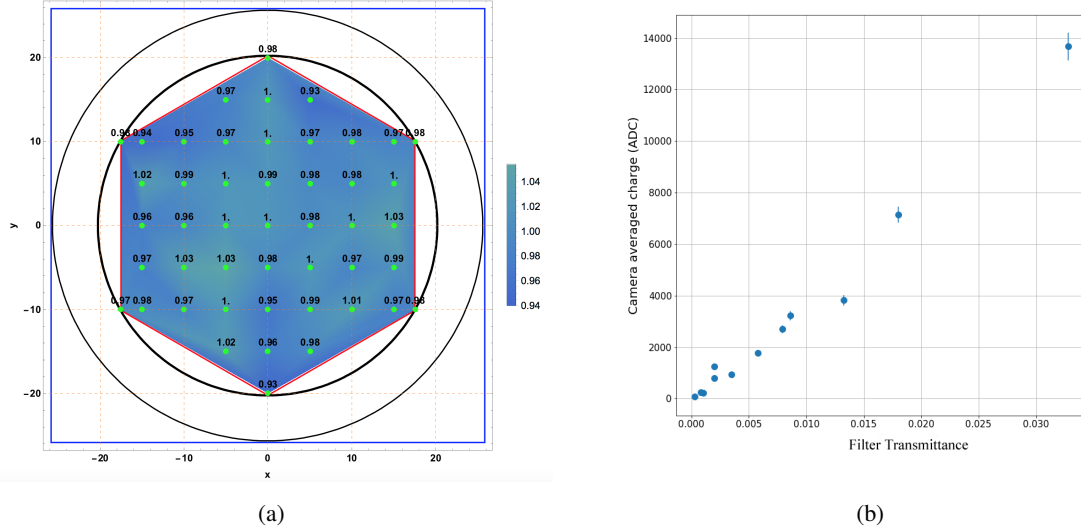 0.98
20
0.97 1. 0.93
10
0.98 0.94 0.95 0.97 1. 0.97 0.98 0.97 0.98
1.02 0.99 1. 0.99 0.98 0.98 1.
0
0.96 0.96 1. 1. 0.98 1. 1.03
0.97 1.03 1.03 0.98 1. 0.97 0.99
-10
0.97 0.98 0.97 1. 0.95 0.99 1.01 0.97 0.98
1.02 0.96 0.98
-20
0.93
-20 -10 0 10 20
x
y
1.04
1.02
1.00
0.98
0.96
0.94
(a)
14000
12000
10000
8000
6000
4000
2000
0
Camera averaged charge (ADC)
0.000 0.005 0.010 0.015 0.020 0.025 0.030
Filter Transmittance
(b)